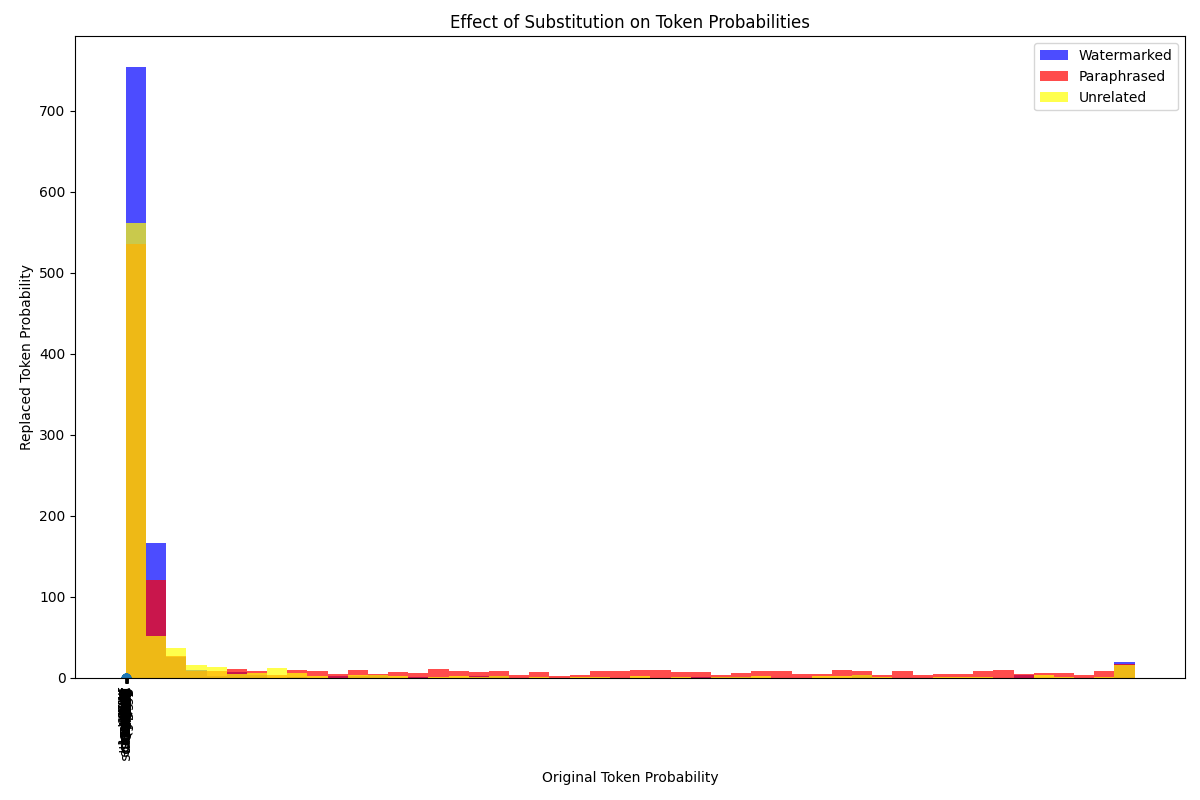 Effect of Substitution on Token Probabilities
Watermarked
Paraphrased
Unrelated
700
600
500
400
300
200
100
0
Replaced Token Probability
Original Token Probability